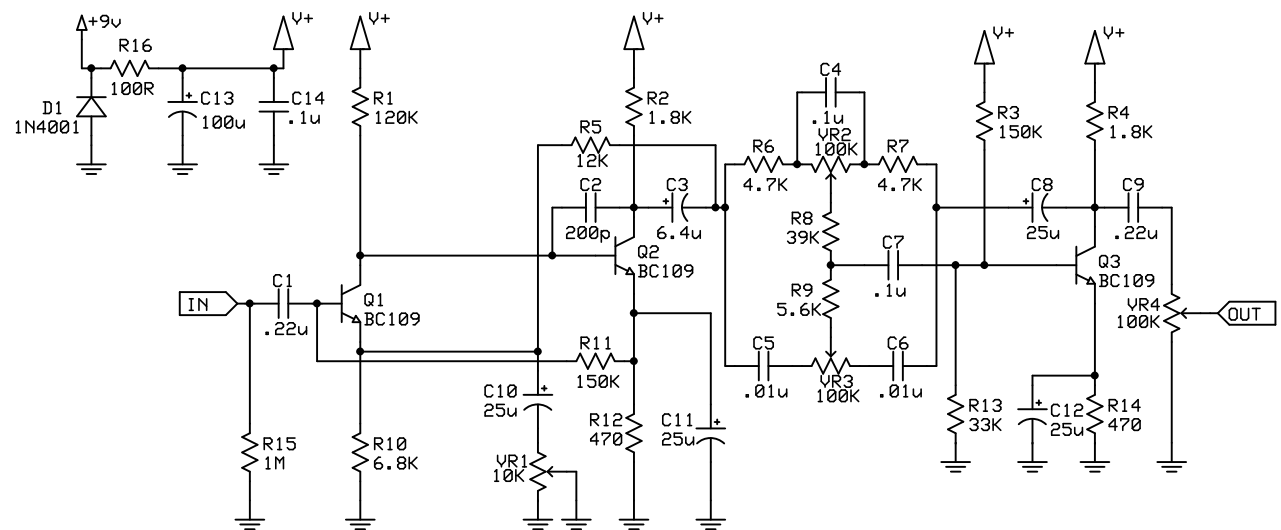 +9v
R16
100R
D1
1N4001
+
C13
100u
V+
C14
.1u
V+
R1
120K
V+
R2
1.8K
R5
12K
C2
200p
+
C3
6.4u
Q2
BC109
C4
.1u
VR2
100K
R6
4.7K
R7
4.7K
R8
39K
C7
.1u
R9
5.6K
C5
.01u
VR3
100K
C6
.01u
V+
R3
150K
V+
R4
1.8K
+
C8
25u
C9
.22u
Q3
BC109
VR4
100K
OUT
IN
C1
.22u
Q1
BC109
R11
150K
C10
+
25u
R12
470
C11
+
25u
R13
33K
C12
+
25u
R14
470
R15
1M
R10
6.8K
VR1
10K